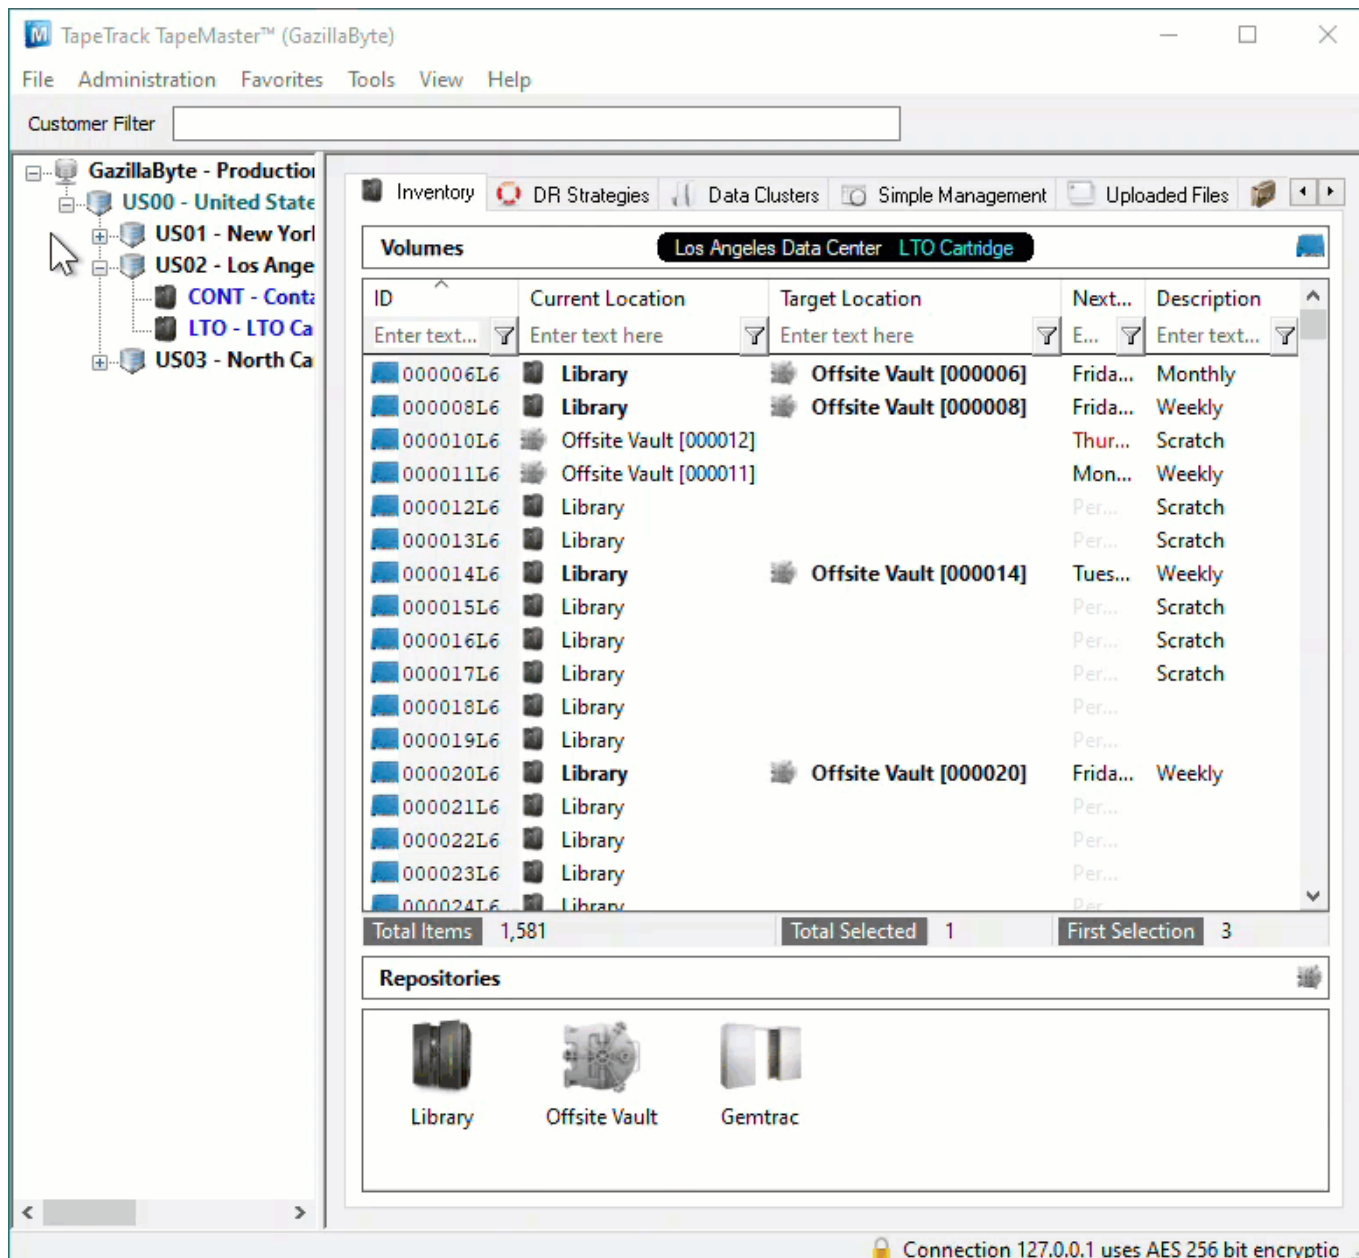 TapeTrack TapeMaster™ (GazillaByte)
File Administration Favorites Tools View Help
Customer Filter
GazillaByte - Production
US00 - United State
US01 - New York
US02 - Los Ange
CONT - Conta
LTO - LTO Ca
US03 - North Ca
Inventory DR Strategies Data Clusters Simple Management Uploaded Files
Volumes Los Angeles Data Center LTO Cartridge
ID Current Location Target Location Next... Description
Enter text... Enter text here Enter text here E... Enter text...
000006L6 Library Offsite Vault [000006] Frida... Monthly
000008L6 Library Offsite Vault [000008] Frida... Weekly
000010L6 Offsite Vault [000012] Thur... Scratch
000011L6 Offsite Vault [000011] Mon... Weekly
000012L6 Library Per... Scratch
000013L6 Library Per... Scratch
000014L6 Library Offsite Vault [000014] Tues... Weekly
000015L6 Library Per... Scratch
000016L6 Library Per... Scratch
000017L6 Library Per... Scratch
000018L6 Library Per...
000019L6 Library Per...
000020L6 Library Offsite Vault [000020] Frida... Weekly
000021L6 Library Per...
000022L6 Library Per...
000023L6 Library Per...
000024L6 Library Per...
Total Items 1,581 Total Selected 1 First Selection 3
Repositories
Library Offsite Vault Gemtrac
Connection 127.0.0.1 uses AES 256 bit encryptio